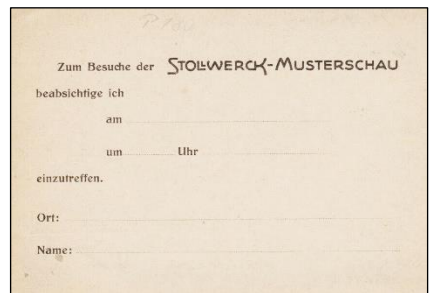 Zum Besuche der STOLLWERCK-MUSTERSCHAU
beabsichtige ich
am
um Uhr
einzutreffen.
Ort:
Name: